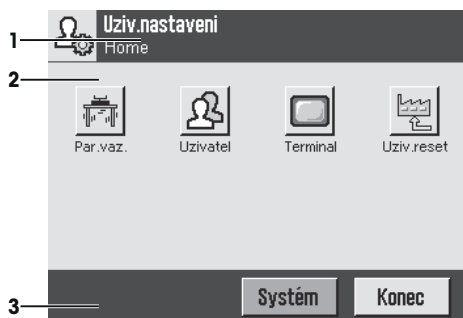 Uziv.nastaveni
1
Home
2
Par.vaz. Uzivatel Terminal Uziv.reset
3
Systém Konec